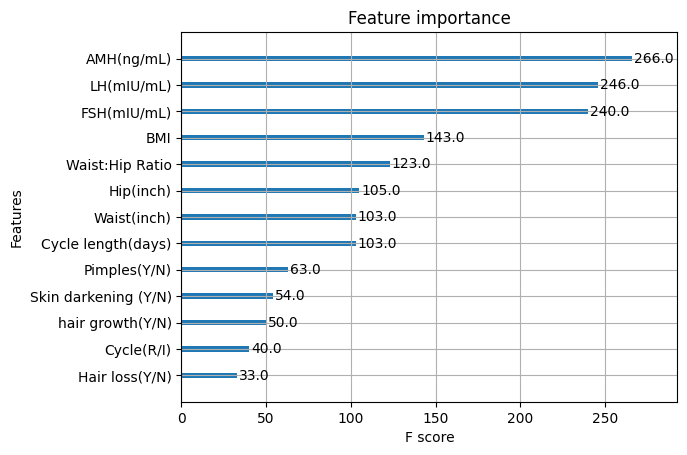 Feature importance
AMH(ng/mL) 266.0
LH(mIU/mL) 246.0
FSH(mIU/mL) 240.0
BMI 143.0
Waist:Hip Ratio 123.0
Hip(inch) 105.0
Waist(inch) 103.0
Cycle length(days) 103.0
Pimples(Y/N) 63.0
Skin darkening (Y/N) 54.0
hair growth(Y/N) 50.0
Cycle(R/I) 40.0
Hair loss(Y/N) 33.0
Features
0 50 100 150 200 250
F score